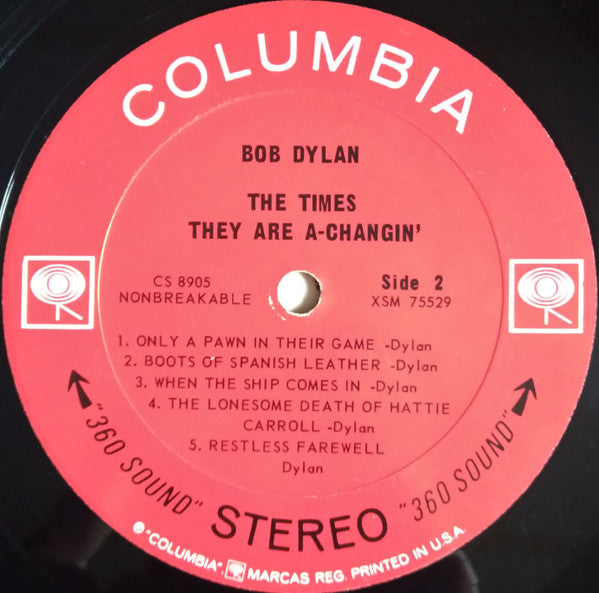 COLUMBIA
BOB DYLAN
THE TIMES
THEY ARE A-CHANGIN'
CS 8905
NONBREAKABLE
Side 2
XSM 75529
1. ONLY A PAWN IN THEIR GAME -Dylan
2. BOOTS OF SPANISH LEATHER -Dylan
3. WHEN THE SHIP COMES IN -Dylan
4. THE LONESOME DEATH OF HATTIE
CARROLL -Dylan
5. RESTLESS FAREWELL
Dylan
"360 SOUND" STEREO "360 SOUND"
® "COLUMBIA", MARCAS REG. PRINTED IN U.S.A.